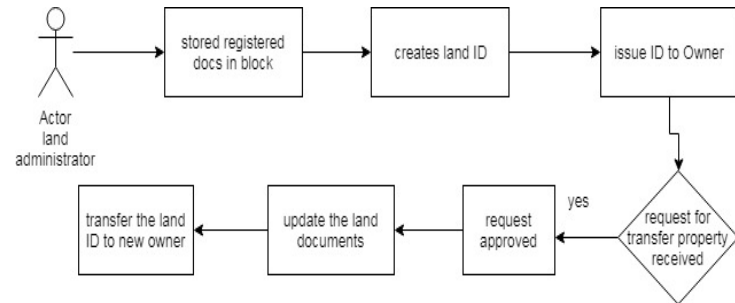 stored registered
docs in block
creates land ID
issue ID to Owner
Actor
land
administrator
transfer the land
ID to new owner
update the land
documents
request
approved
yes
request for
transfer property
received